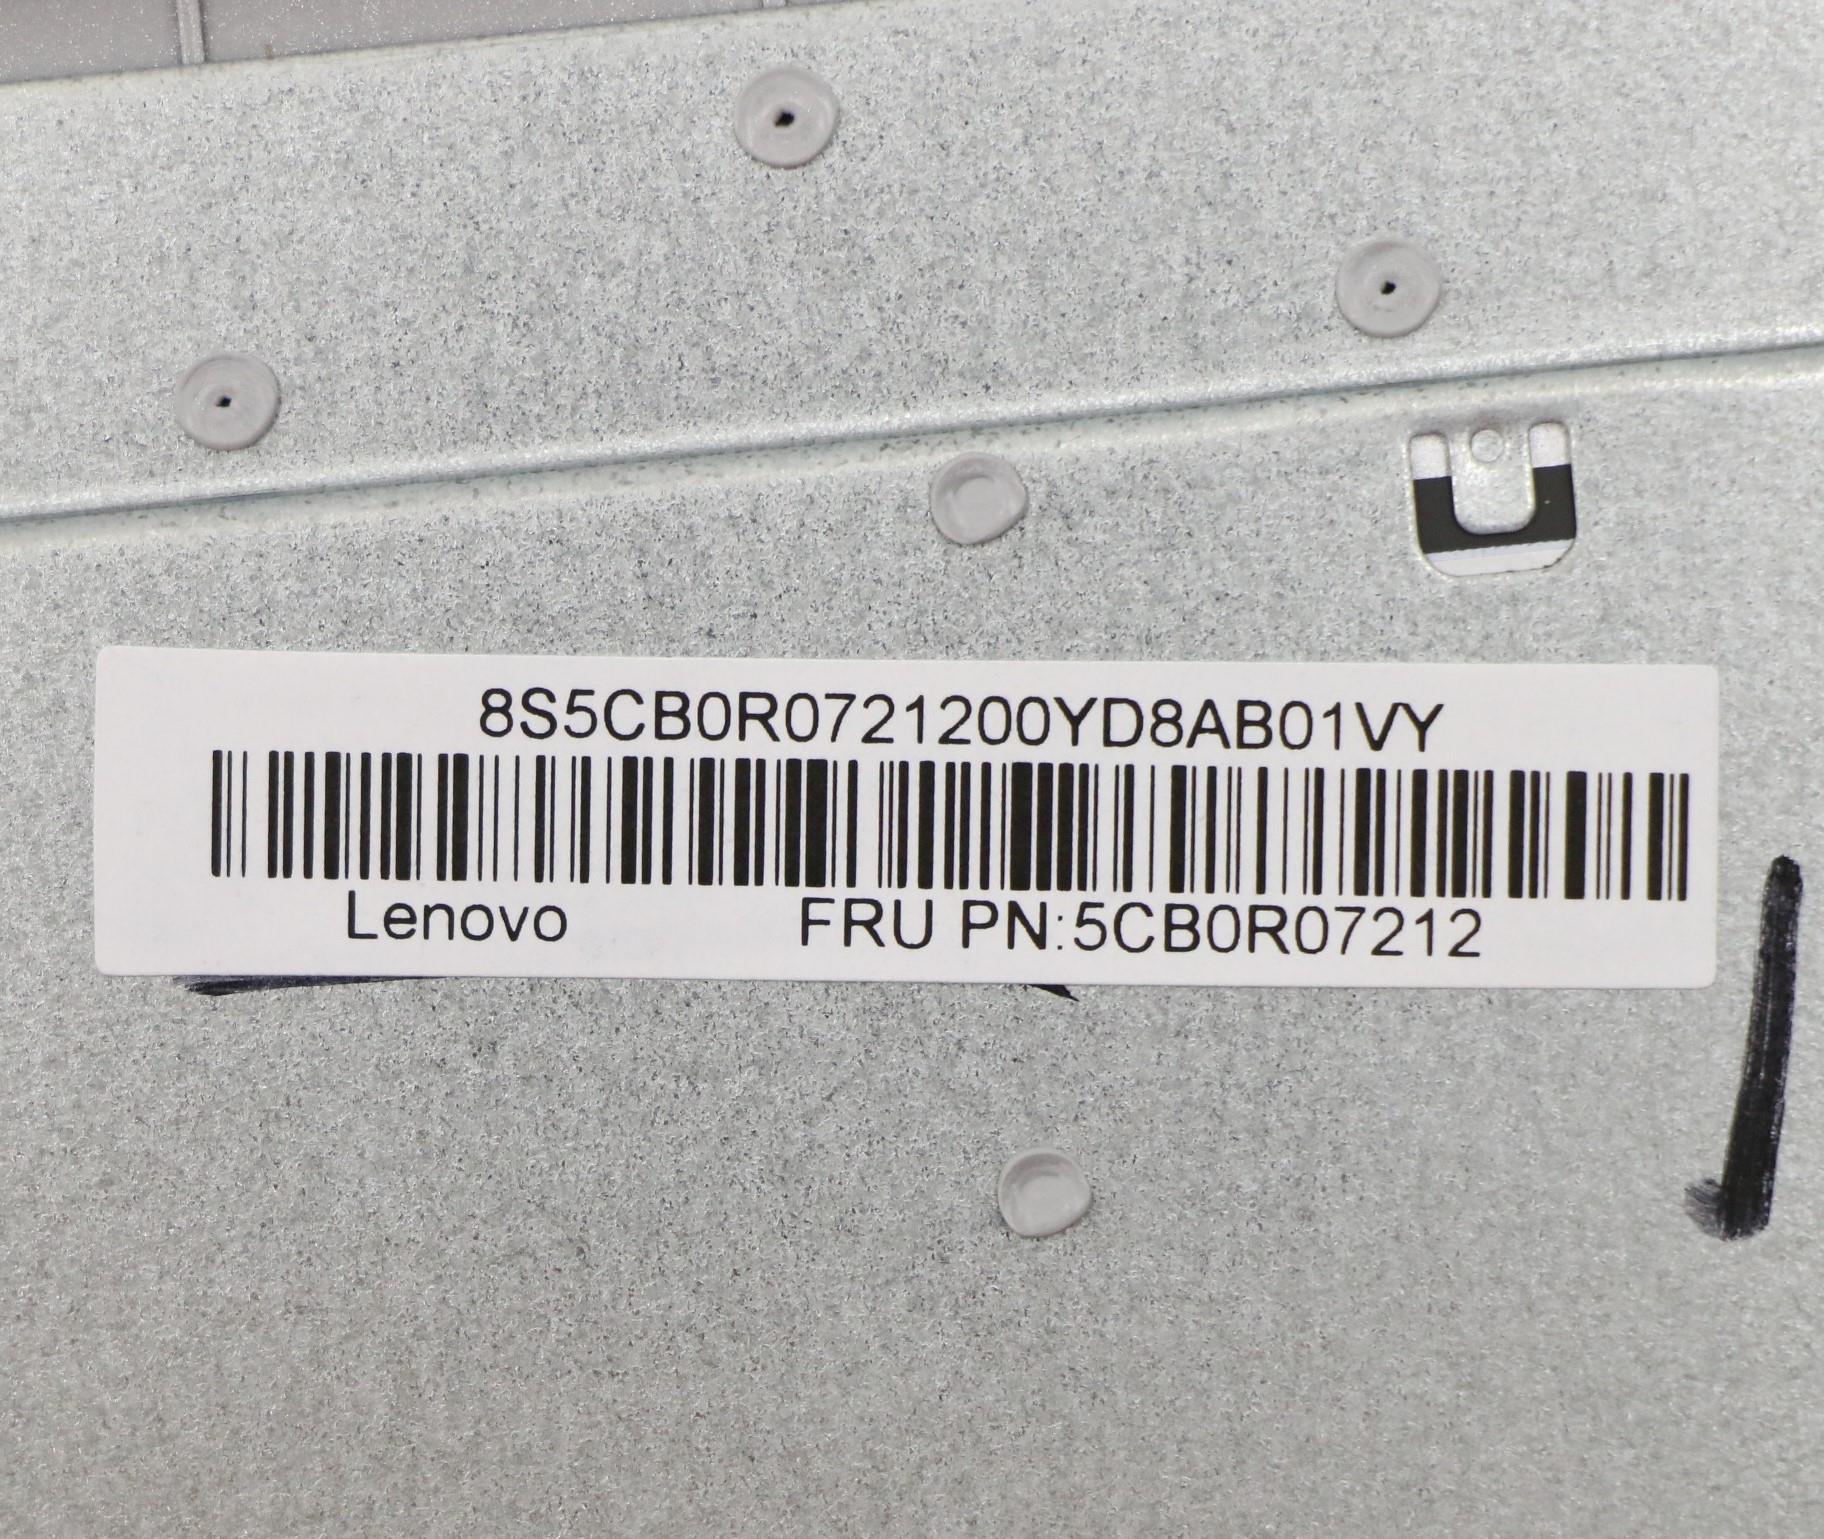 8S5CB0R0721200YD8AB01VY
Lenovo FRU PN:5CB0R07212